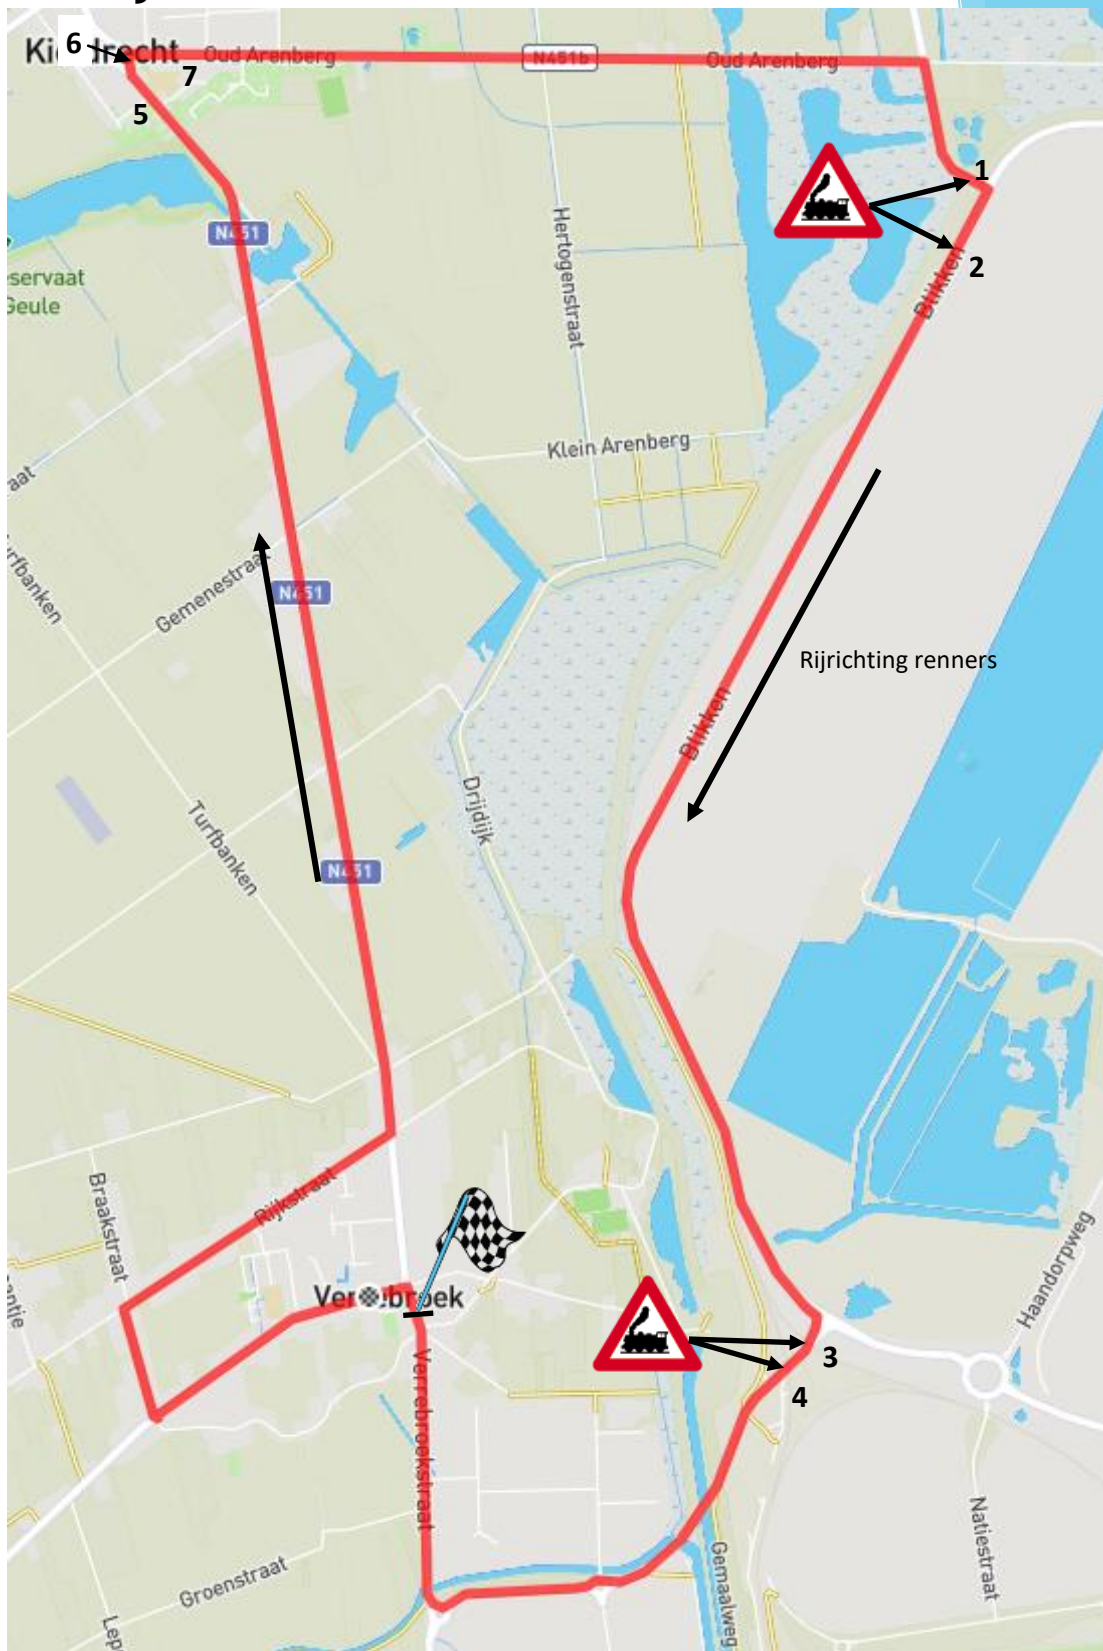 6
Oud Arenberg
N451b
Oud Arenberg
7
5
1
N451
2
Blikken
Hertogenstraat
Geule
Klein Arenberg
Gemenestraat
N451
Rijrichting renners
Blikken
Drijdijk
Turfbanken
N451
Rijkstraat
Braakstraat
Haandorpweg
3
4
Verrebroekstraat
Natiestraat
Groenstraat
Gemaalweg